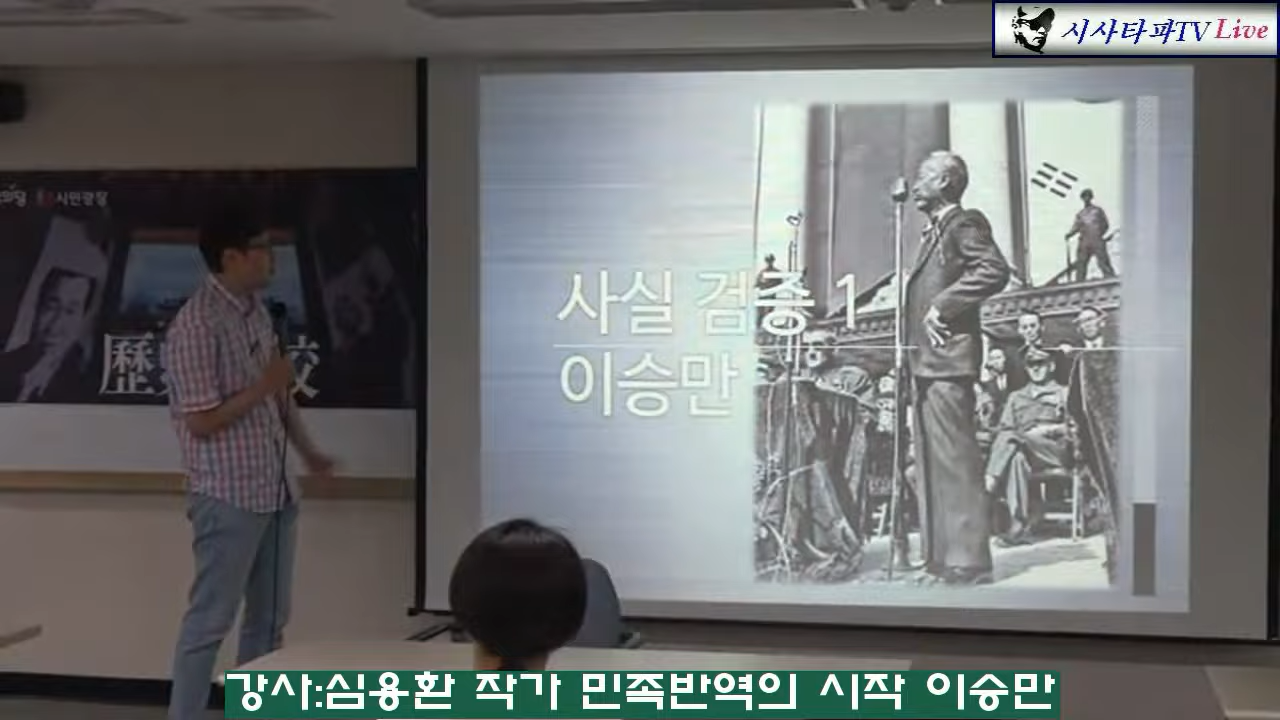 시사타파TV Live
시민광장
歷
사실 검증 1
이승만
강사:심용환 작가 민족반역의 시작 이승만